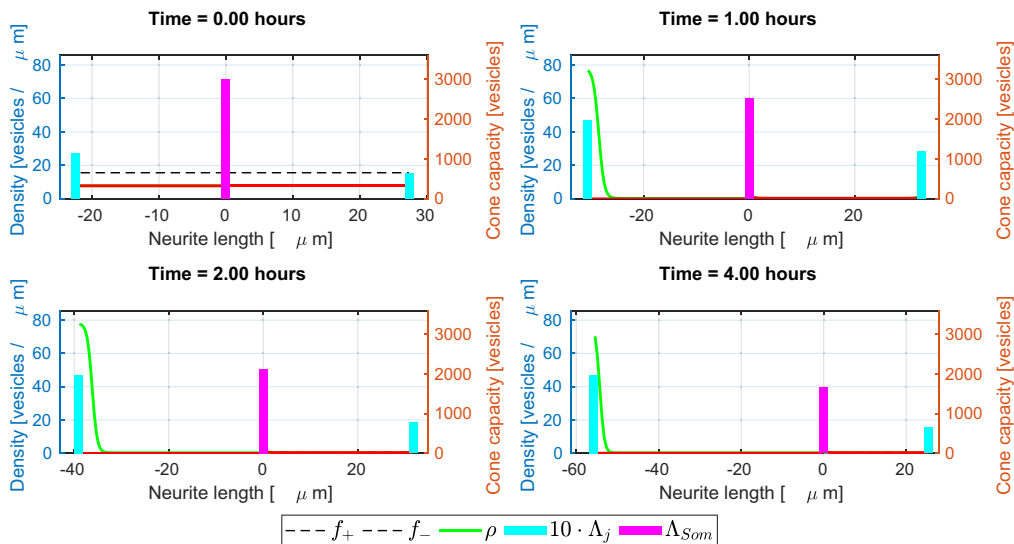 Time = 0.00 hours
Density [vesicles / μ m]
80
60
40
20
0
3000
2000
1000
0
Cone capacity [vesicles]
-20 -10 0 10 20 30
Neurite length [ μ m]
Time = 1.00 hours
Density [vesicles / μ m]
80
60
40
20
0
3000
2000
1000
0
Cone capacity [vesicles]
-20 0 20
Neurite length [ μ m]
Time = 2.00 hours
Density [vesicles / μ m]
80
60
40
20
0
3000
2000
1000
0
Cone capacity [vesicles]
-40 -20 0 20
Neurite length [ μ m]
Time = 4.00 hours
Density [vesicles / μ m]
80
60
40
20
0
3000
2000
1000
0
Cone capacity [vesicles]
-60 -40 -20 0 20
Neurite length [ μ m]
f₊ f₋ ρ 10 · Λⱼ Λ_Som